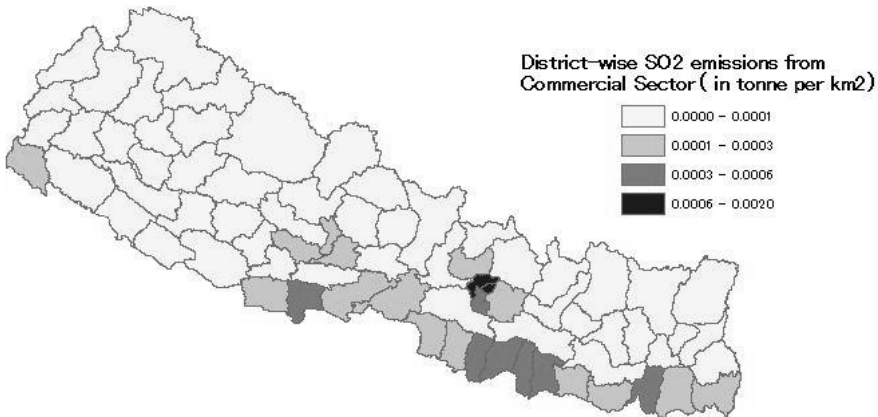 District-wise SO2 emissions from
Commercial Sector ( in tonne per km2)
0.0000 - 0.0001
0.0001 - 0.0003
0.0003 - 0.0006
0.0006 - 0.0020